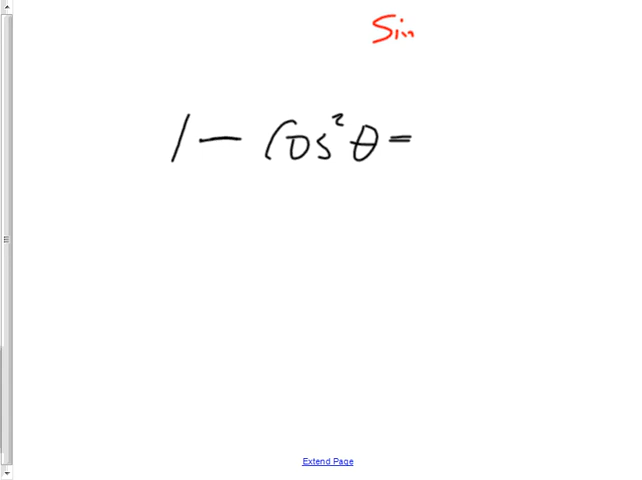 Sin
1 - Cos²θ =
Extend Page